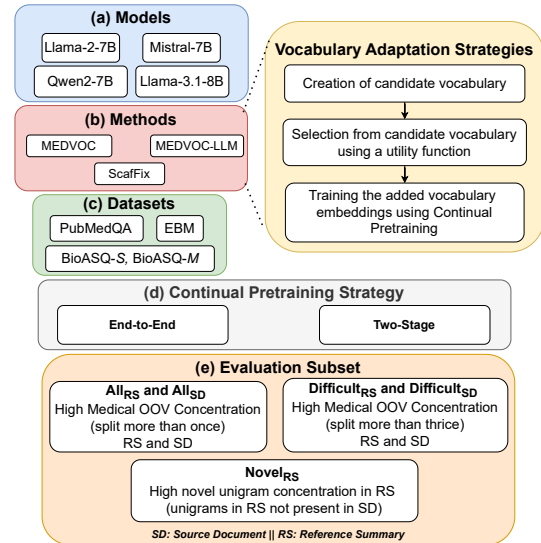 (a) Models
Llama-2-7B
Mistral-7B
Qwen2-7B
Llama-3.1-8B
(b) Methods
MEDVOC
MEDVOC-LLM
ScafFix
(c) Datasets
PubMedQA
EBM
BioASQ-S, BioASQ-M
Vocabulary Adaptation Strategies
Creation of candidate vocabulary
Selection from candidate vocabulary
using a utility function
Training the added vocabulary
embeddings using Continual
Pretraining
(d) Continual Pretraining Strategy
End-to-End
Two-Stage
(e) Evaluation Subset
All_RS and All_SD
High Medical OOV Concentration
(split more than once)
RS and SD
Difficult_RS and Difficult_SD
High Medical OOV Concentration
(split more than thrice)
RS and SD
Novel_RS
High novel unigram concentration in RS
(unigrams in RS not present in SD)
SD: Source Document || RS: Reference Summary